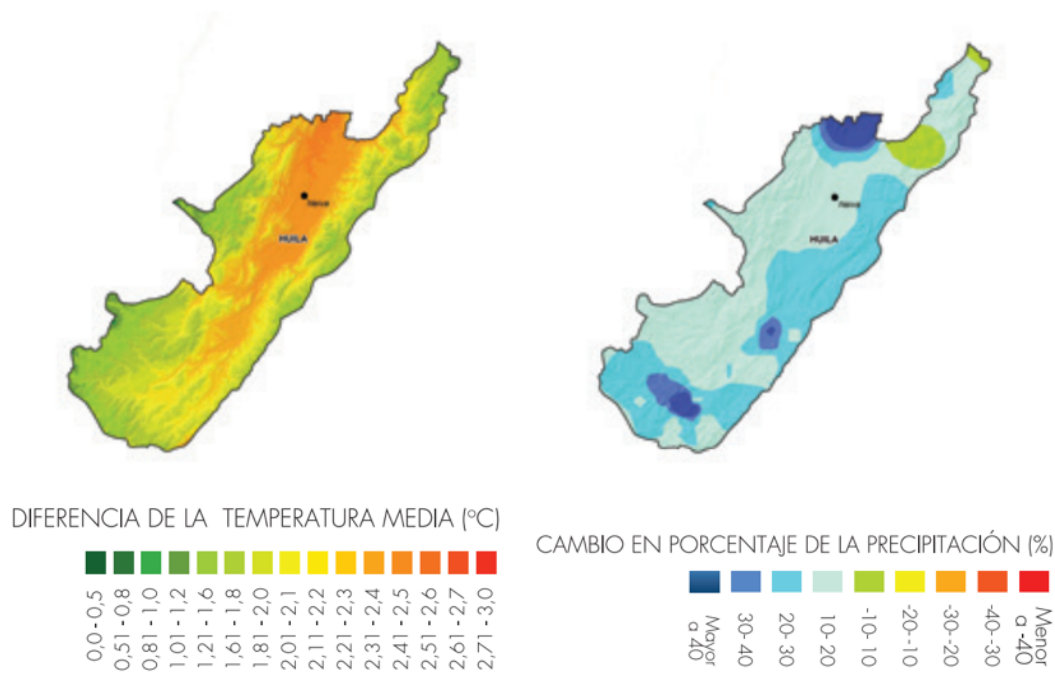 Neiva
HUILA
Neiva
HUILA
DIFERENCIA DE LA TEMPERATURA MEDIA (ºC)
0,0 - 0,5
0,51 - 0,8
0,81 - 1,0
1,01 - 1,2
1,21 - 1,6
1,61 - 1,8
1,81 - 2,0
2,01 - 2,1
2,11 - 2,2
2,21 - 2,3
2,31 - 2,4
2,41 - 2,5
2,51 - 2,6
2,61 - 2,7
2,71 - 3,0
CAMBIO EN PORCENTAJE DE LA PRECIPITACIÓN (%)
Mayor
a 40
30- 40
20 - 30
10 - 20
-10 - 10
-20- -10
-30- -20
-40- -30
Menor
a -40